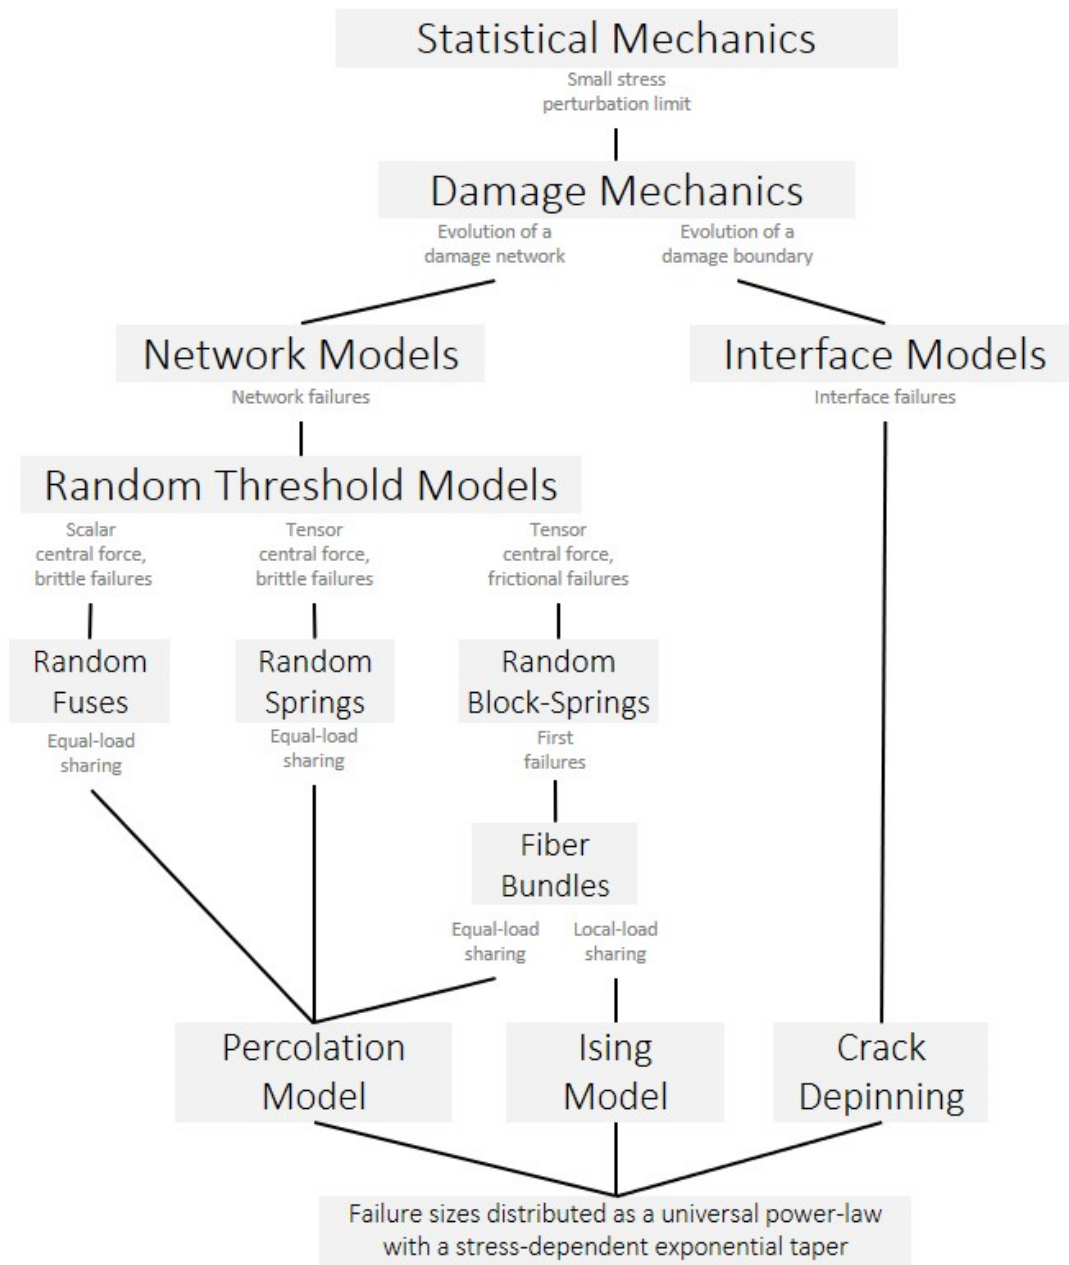 Statistical Mechanics
Small stress
perturbation limit
Damage Mechanics
Evolution of a
damage network
Evolution of a
damage boundary
Network Models
Network failures
Interface Models
Interface failures
Random Threshold Models
Scalar
central force,
brittle failures
Tensor
central force,
brittle failures
Tensor
central force,
frictional failures
Random
Fuses
Equal-load
sharing
Random
Springs
Equal-load
sharing
Random
Block-Springs
First
failures
Fiber
Bundles
Equal-load
sharing
Local-load
sharing
Percolation
Model
Ising
Model
Crack
Depinning
Failure sizes distributed as a universal power-law
with a stress-dependent exponential taper